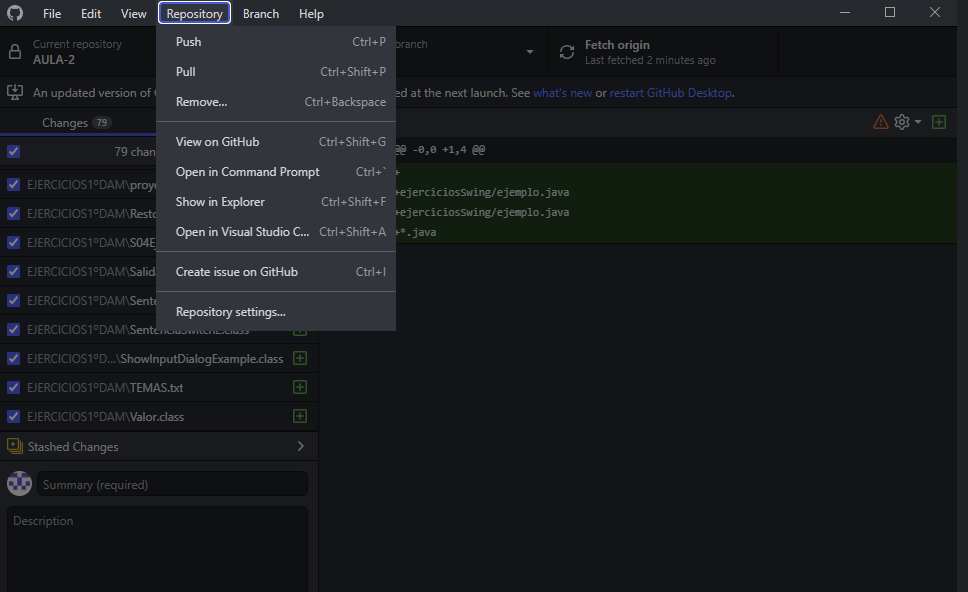 File Edit View Repository Branch Help
Current repository
AULA-2
branch
Fetch origin
Last fetched 2 minutes ago
An updated version of
ed at the next launch. See what's new or restart GitHub Desktop.
Changes 79
79 chan
EJERCICIOS1ºDAM\proye
EJERCICIOS1ºDAM\Resto
EJERCICIOS1ºDAM\S04E
EJERCICIOS1ºDAM\Salid
EJERCICIOS1ºDAM\Sente
EJERCICIOS1ºDAM\SentenciaSwitch2.class
EJERCICIOS1ºD...\ShowInputDialogExample.class
EJERCICIOS1ºDAM\TEMAS.txt
EJERCICIOS1ºDAM\Valor.class
Stashed Changes
Summary (required)
Description
Push Ctrl+P
Pull Ctrl+Shift+P
Remove... Ctrl+Backspace
View on GitHub Ctrl+Shift+G
Open in Command Prompt Ctrl+`
Show in Explorer Ctrl+Shift+F
Open in Visual Studio C... Ctrl+Shift+A
Create issue on GitHub Ctrl+I
Repository settings...
@@ -0,0 +1,4 @@
+
+ejerciciosSwing/ejemplo.java
+ejerciciosSwing/ejemplo.java
+*.java